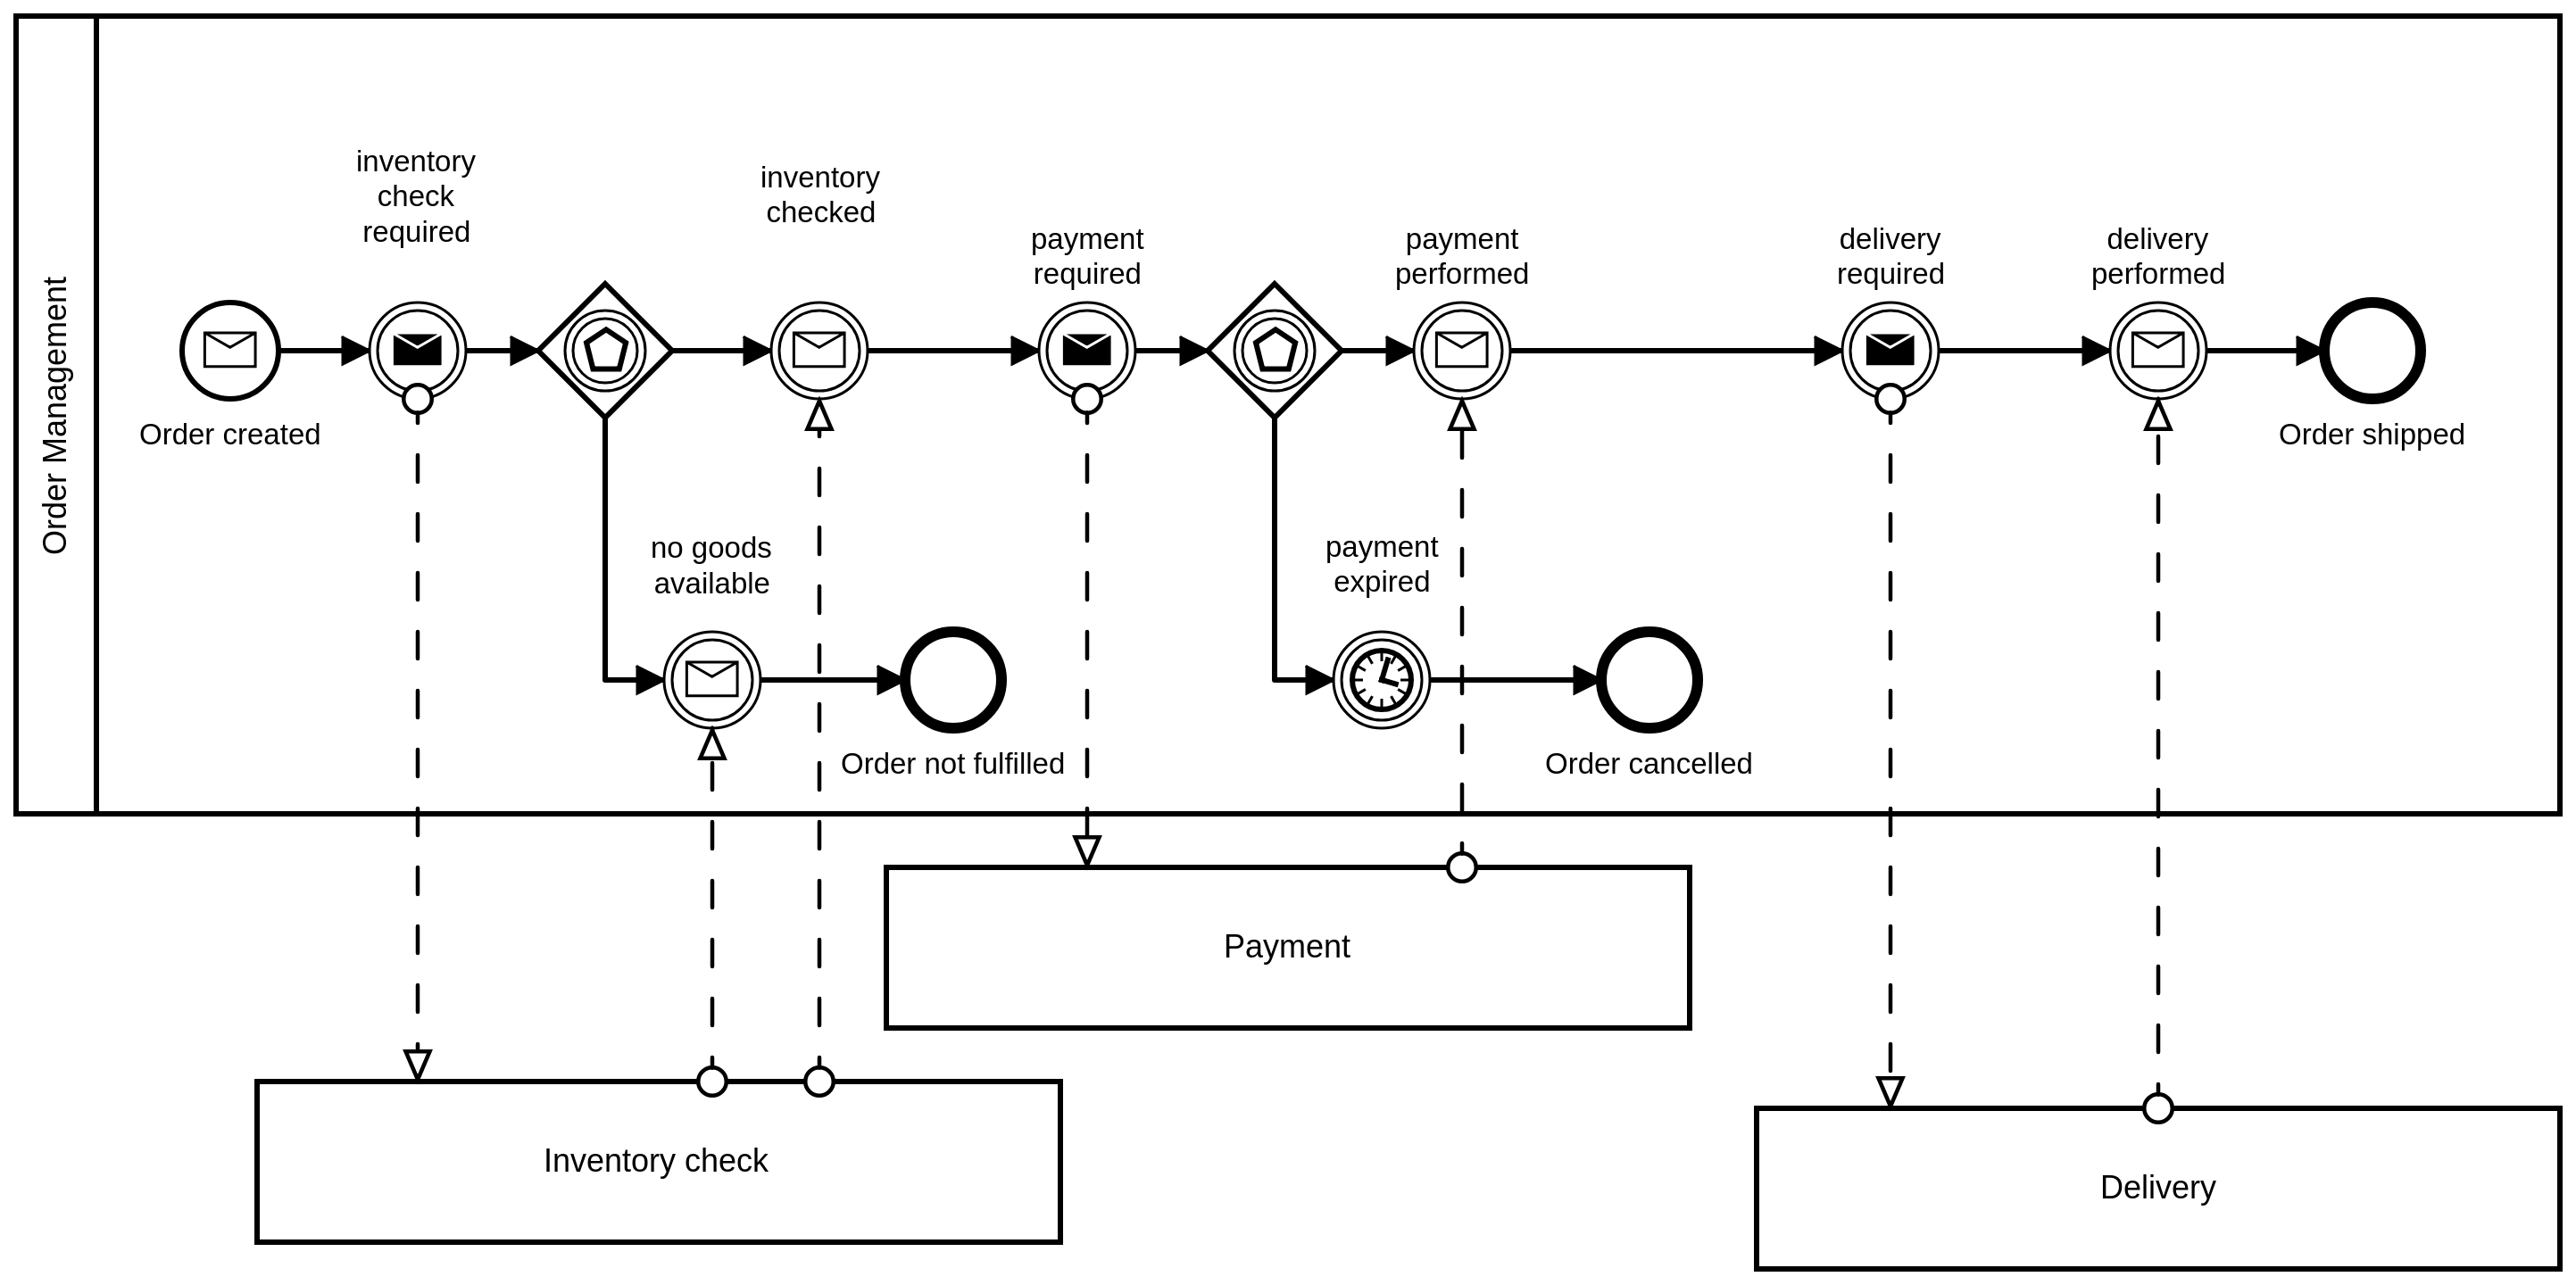 Order Management
inventory
check
required
inventory
checked
payment
required
payment
performed
delivery
required
delivery
performed
Order created
Order shipped
no goods
available
payment
expired
Order not fulfilled
Order cancelled
Payment
Inventory check
Delivery